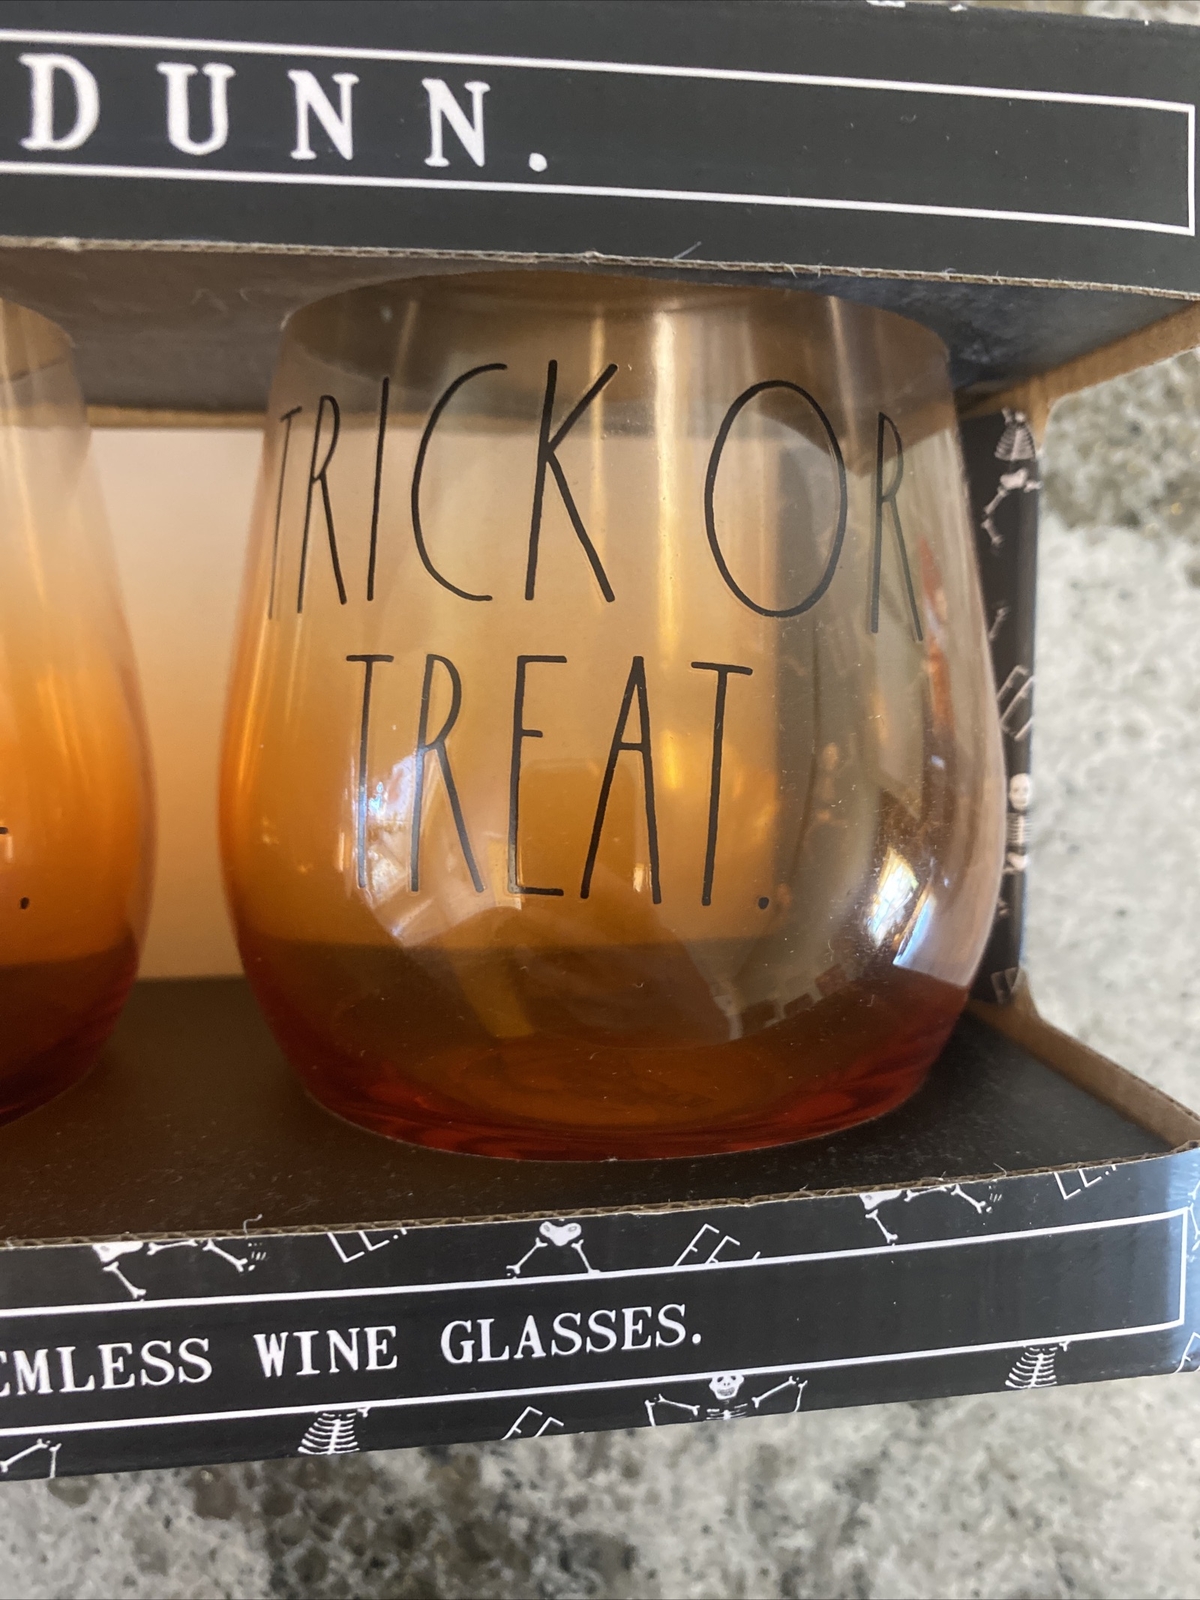 DUNN.
TRICK OR
TREAT.
EMLESS WINE GLASSES.